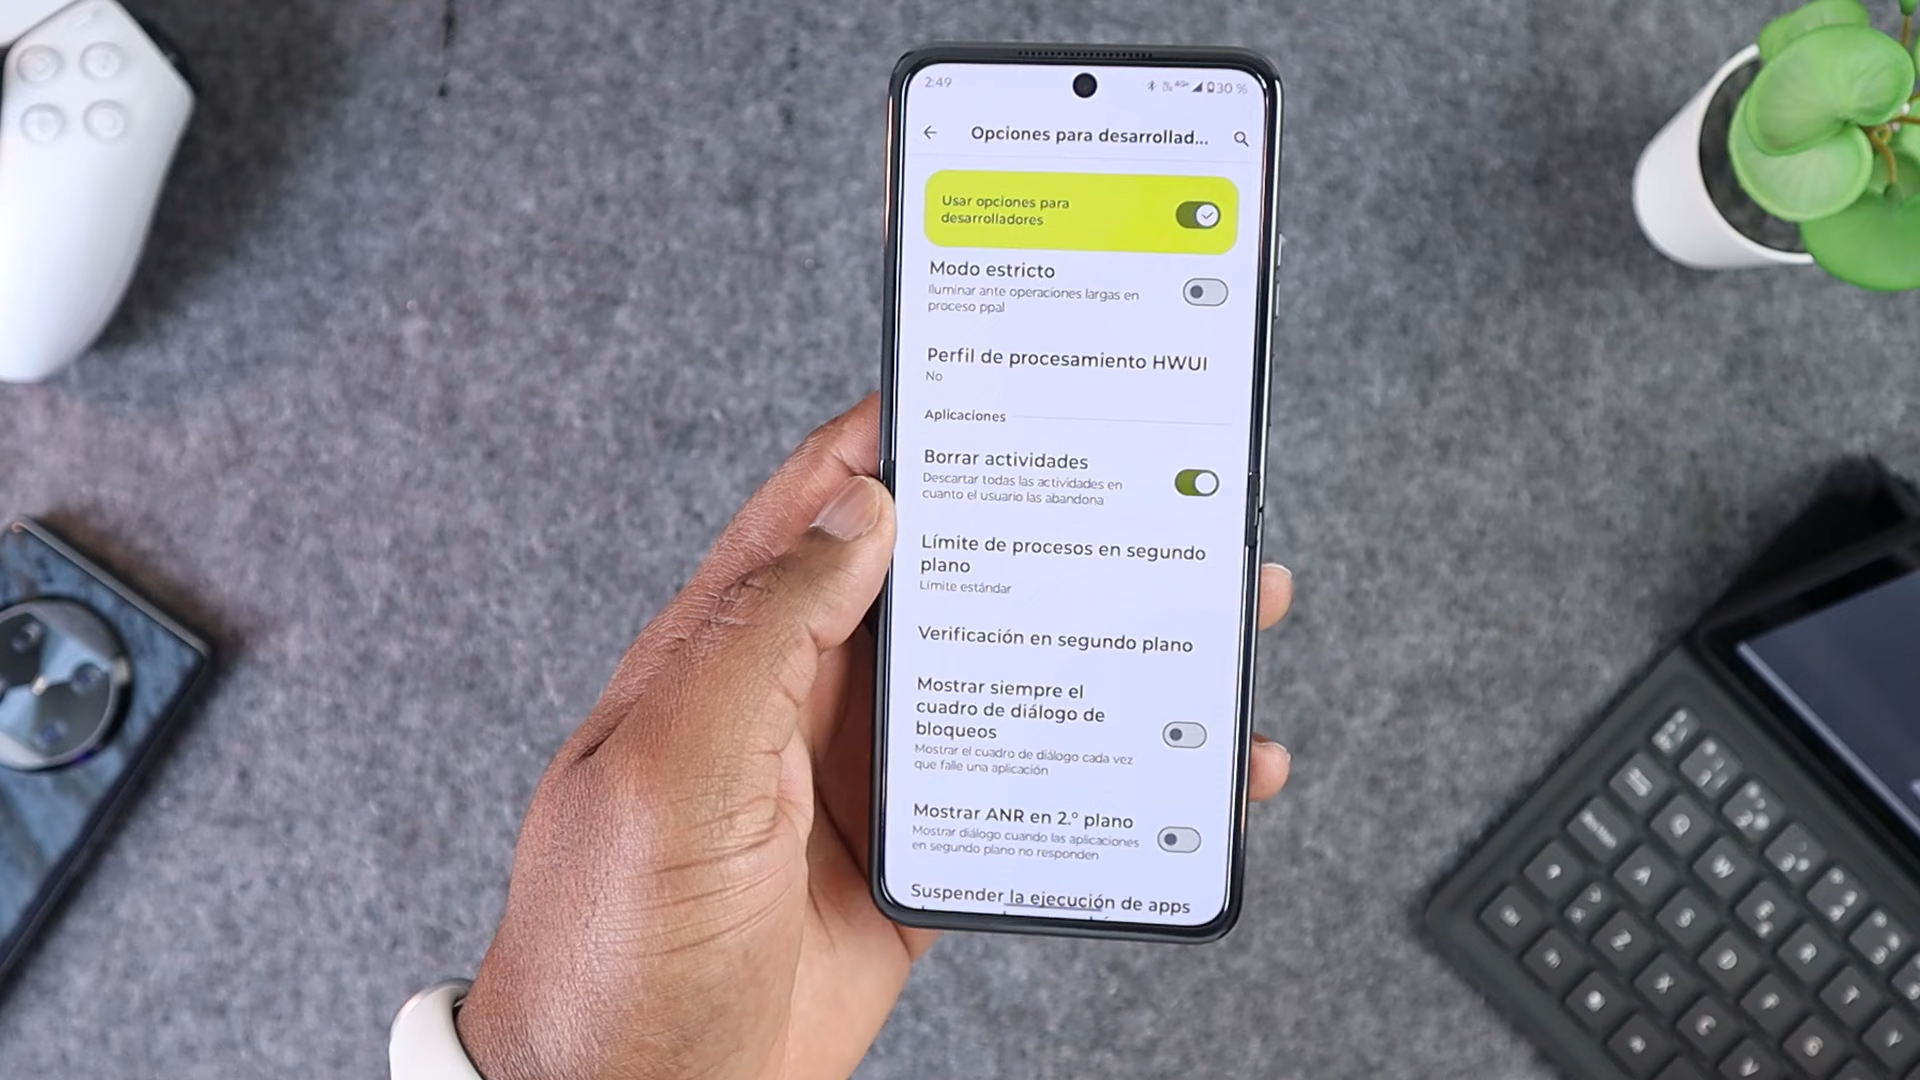 2:49
30 %
Opciones para desarrollad...
Usar opciones para
desarrolladores
Modo estricto
Iluminar ante operaciones largas en
proceso ppal
Perfil de procesamiento HWUI
No
Aplicaciones
Borrar actividades
Descartar todas las actividades en
cuanto el usuario las abandona
Límite de procesos en segundo
plano
Límite estándar
Verificación en segundo plano
Mostrar siempre el
cuadro de diálogo de
bloqueos
Mostrar el cuadro de diálogo cada vez
que falle una aplicación
Mostrar ANR en 2.º plano
Mostrar diálogo cuando las aplicaciones
en segundo plano no responden
Suspender la ejecución de apps